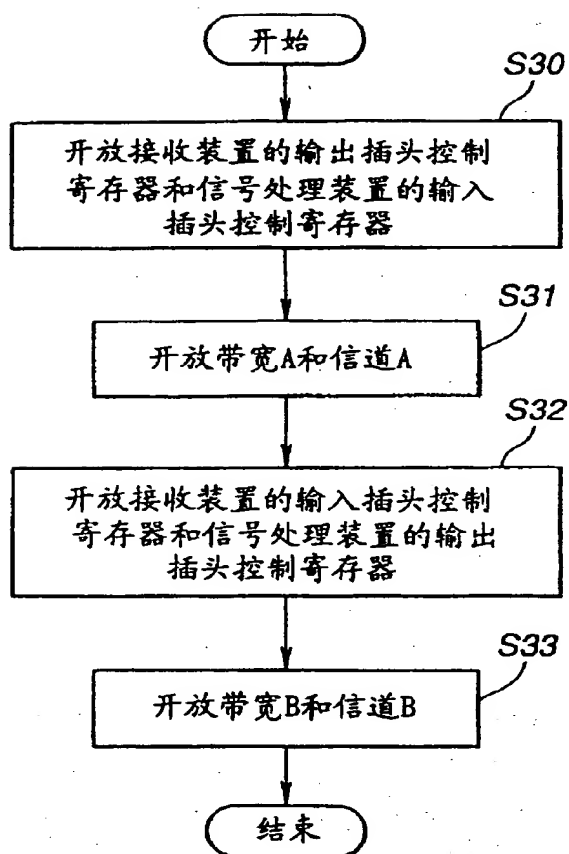 开始
S30
开放接收装置的输出插头控制
寄存器和信号处理装置的输入
插头控制寄存器
S31
开放带宽A和信道A
S32
开放接收装置的输入插头控制
寄存器和信号处理装置的输出
插头控制寄存器
S33
开放带宽B和信道B
结束